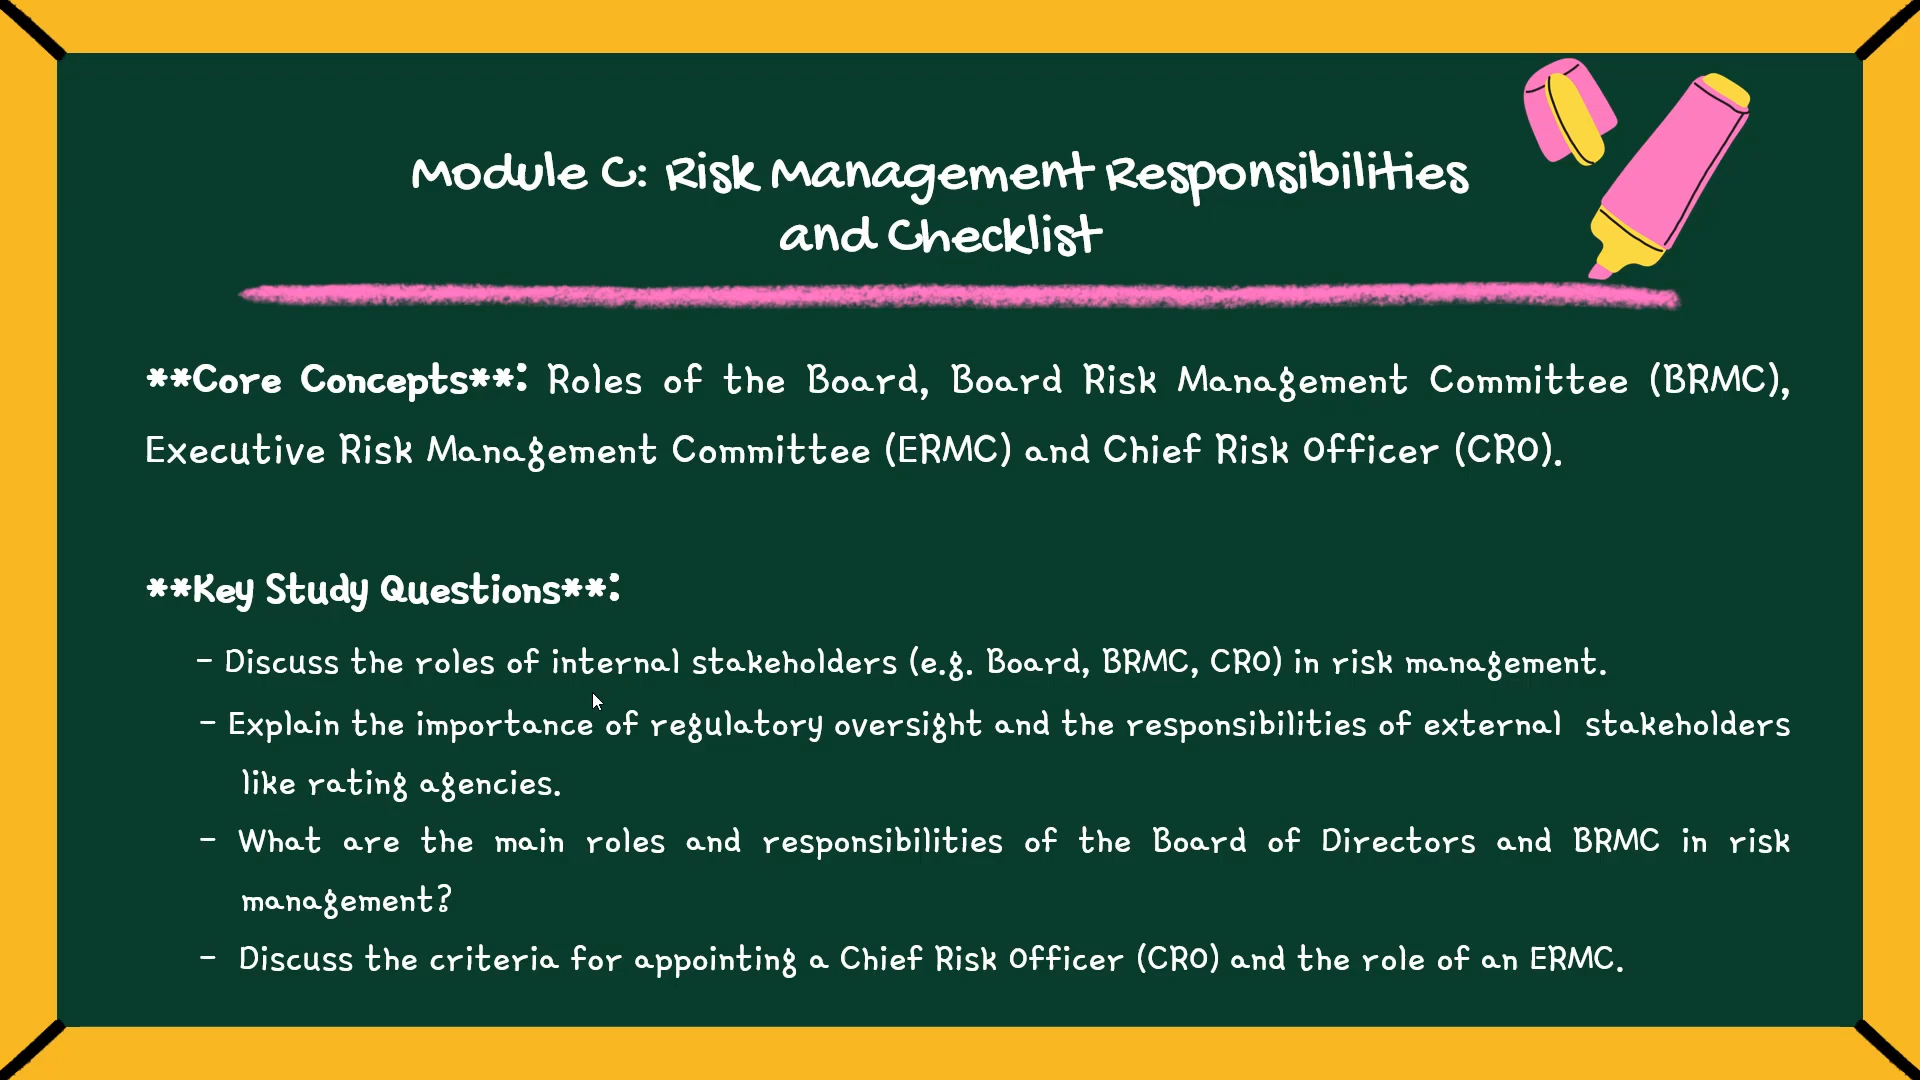 Module C: Risk Management Responsibilities
and Checklist
**Core Concepts**: Roles of the Board, Board Risk Management Committee (BRMC),
Executive Risk Management Committee (ERMC) and Chief Risk Officer (CRO).
**Key Study Questions**:
- Discuss the roles of internal stakeholders (e.g. Board, BRMC, CRO) in risk management.
- Explain the importance of regulatory oversight and the responsibilities of external stakeholders
like rating agencies.
- What are the main roles and responsibilities of the Board of Directors and BRMC in risk
management?
- Discuss the criteria for appointing a Chief Risk Officer (CRO) and the role of an ERMC.